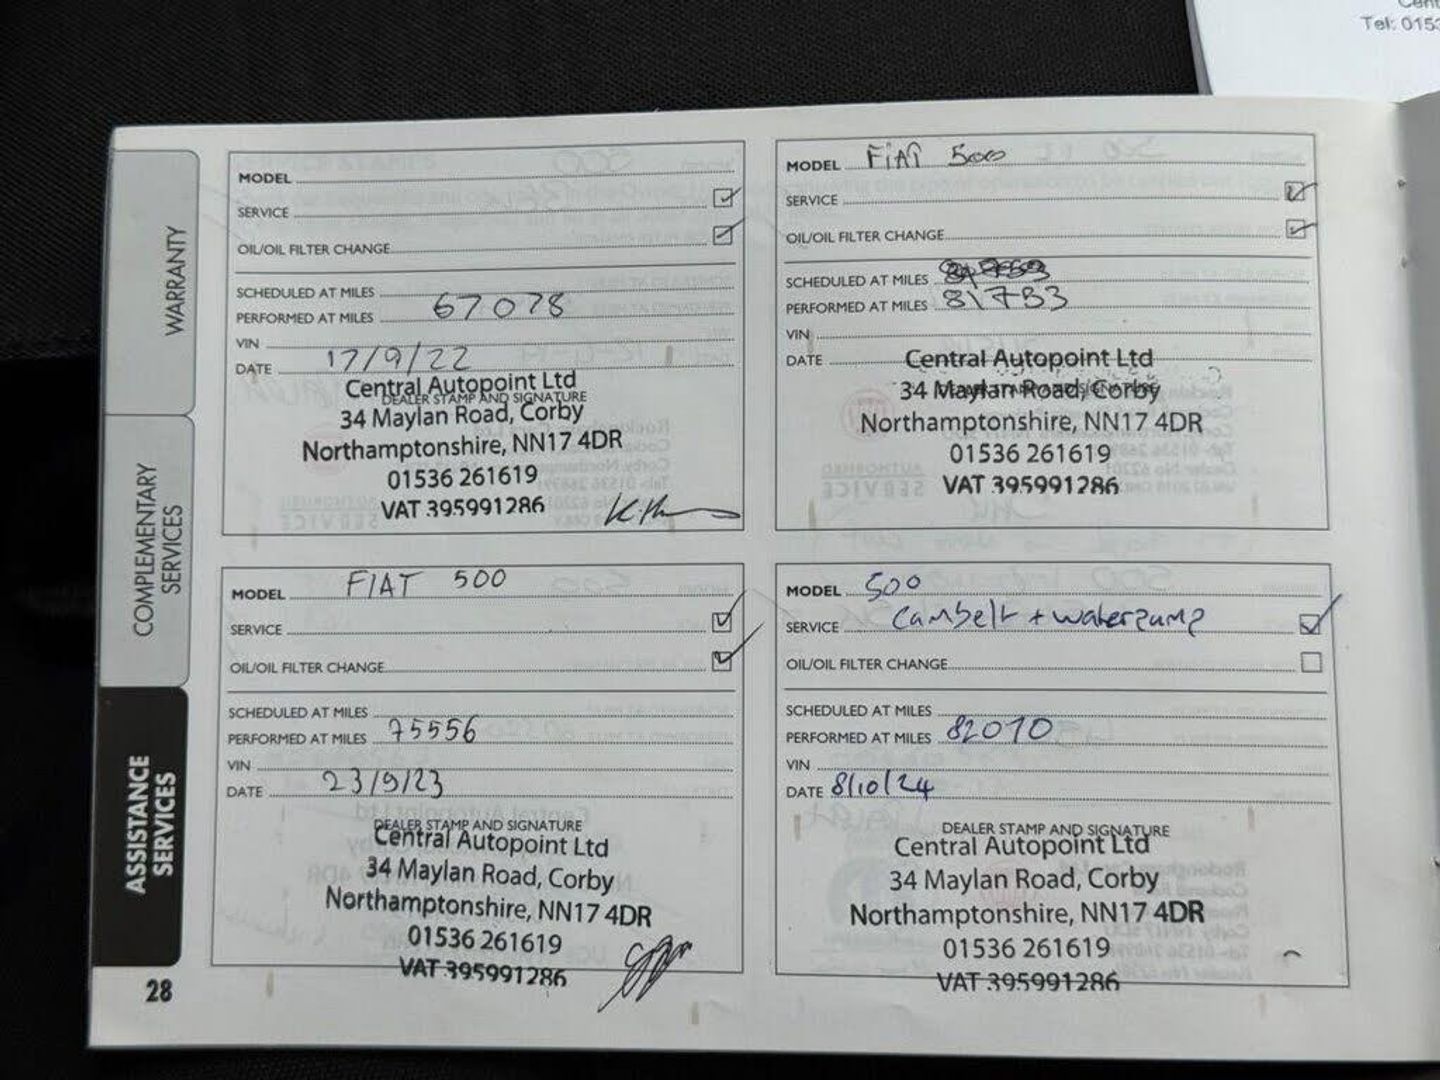 Cent
Tel: 0153
WARRANTY
COMPLEMENTARY
SERVICES
ASSISTANCE
SERVICES
28
MODEL
SERVICE
OIL/OIL FILTER CHANGE
SCHEDULED AT MILES
PERFORMED AT MILES 67078
VIN
DATE 17/9/22
DEALER STAMP AND SIGNATURE
Central Autopoint Ltd
34 Maylan Road, Corby
Northamptonshire, NN17 4DR
01536 261619
VAT 395991286
MODEL FIAT 500
SERVICE
OIL/OIL FILTER CHANGE
SCHEDULED AT MILES
PERFORMED AT MILES 81783
VIN
DATE
Central Autopoint Ltd
34 Maylan Road, Corby
Northamptonshire, NN17 4DR
01536 261619
VAT 395991286
MODEL FIAT 500
SERVICE
OIL/OIL FILTER CHANGE
SCHEDULED AT MILES
PERFORMED AT MILES 75556
VIN
DATE 23/9/23
DEALER STAMP AND SIGNATURE
Central Autopoint Ltd
34 Maylan Road, Corby
Northamptonshire, NN17 4DR
01536 261619
VAT 395991286
MODEL 500
SERVICE Cambelt + waterpump
OIL/OIL FILTER CHANGE
SCHEDULED AT MILES
PERFORMED AT MILES 82010
VIN
DATE 8/10/24
DEALER STAMP AND SIGNATURE
Central Autopoint Ltd
34 Maylan Road, Corby
Northamptonshire, NN17 4DR
01536 261619
VAT 395991286